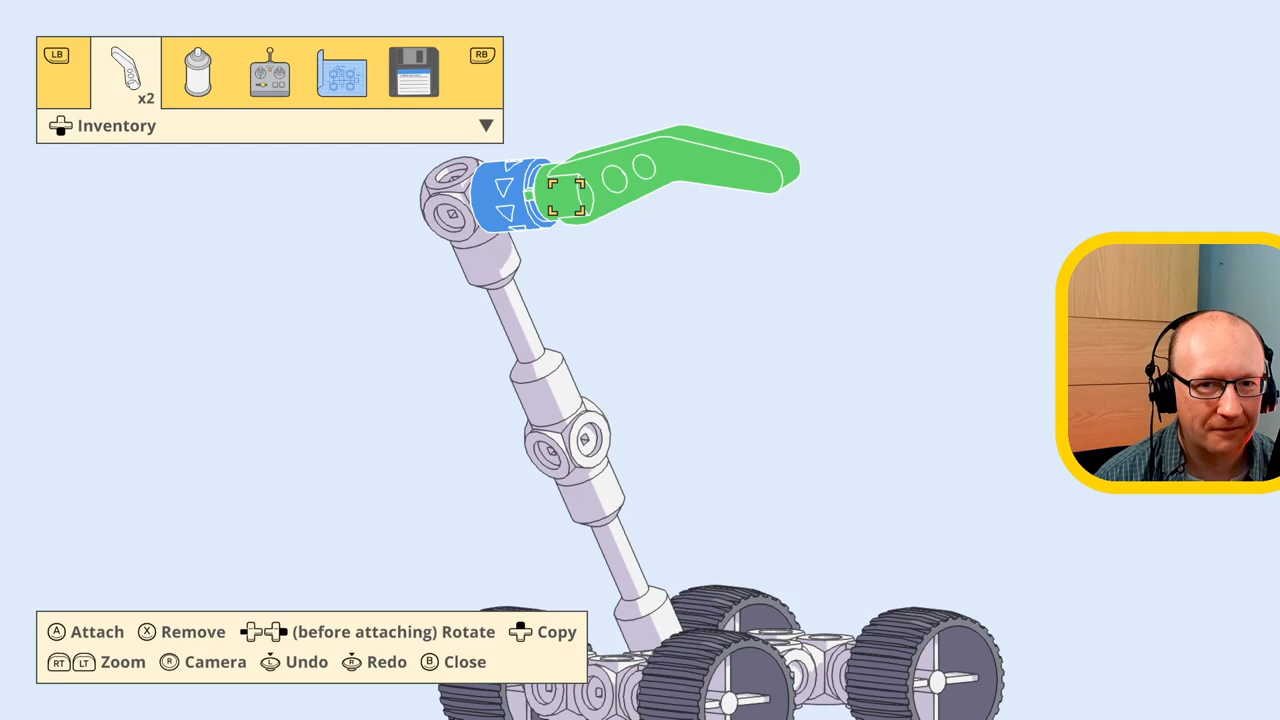 LB
x2
RB
Inventory
A Attach X Remove (before attaching) Rotate Copy
RT LT Zoom R Camera L Undo R Redo B Close